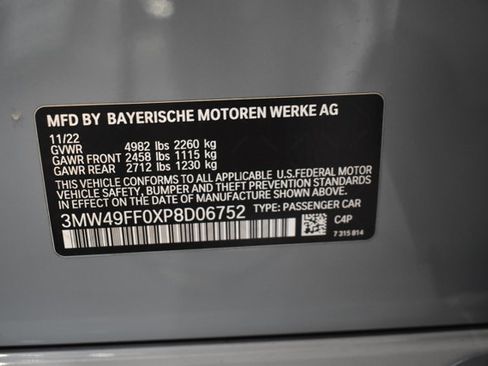 MFD BY BAYERISCHE MOTOREN WERKE AG
11/22
GVWR 4982 lbs 2260 kg
GAWR FRONT 2458 lbs 1115 kg
GAWR REAR 2712 lbs 1230 kg
THIS VEHICLE CONFORMS TO ALL APPLICABLE U.S.FEDERAL MOTOR
VEHICLE SAFETY, BUMPER AND THEFT PREVENTION STANDARDS IN
EFFECT ON THE DATE OF MANUFACTURE SHOWN ABOVE.
3MW49FF0XP8D06752 TYPE: PASSENGER CAR
C4P
7 315 814